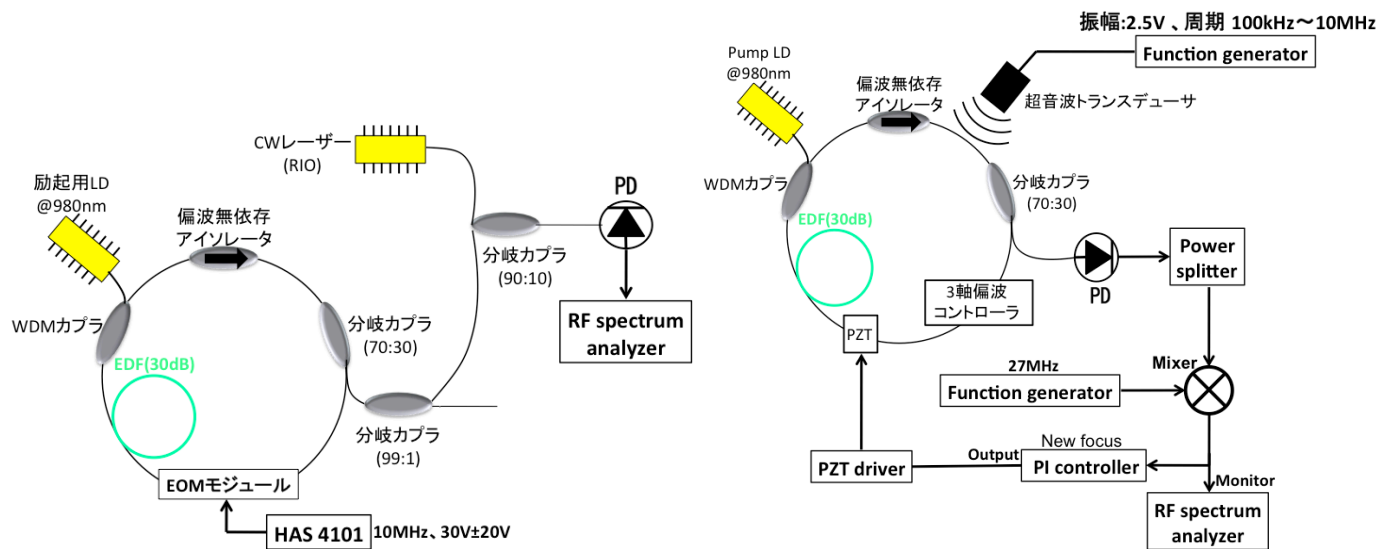 CWレーザー
(RIO)
励起用LD
@980nm
偏波無依存
アイソレータ
PD
分岐カプラ
(90:10)
WDMカプラ
分岐カプラ
(70:30)
RF spectrum
analyzer
EDF(30dB)
分岐カプラ
(99:1)
EOMモジュール
HAS 4101
10MHz、30V±20V
振幅:2.5V 、周期 100kHz～10MHz
Function generator
Pump LD
@980nm
偏波無依存
アイソレータ
超音波トランスデューサ
WDMカプラ
分岐カプラ
(70:30)
EDF(30dB)
Power
splitter
PD
3軸偏波
コントローラ
PZT
27MHz
Mixer
Function generator
New focus
Output
PI controller
PZT driver
Monitor
RF spectrum
analyzer